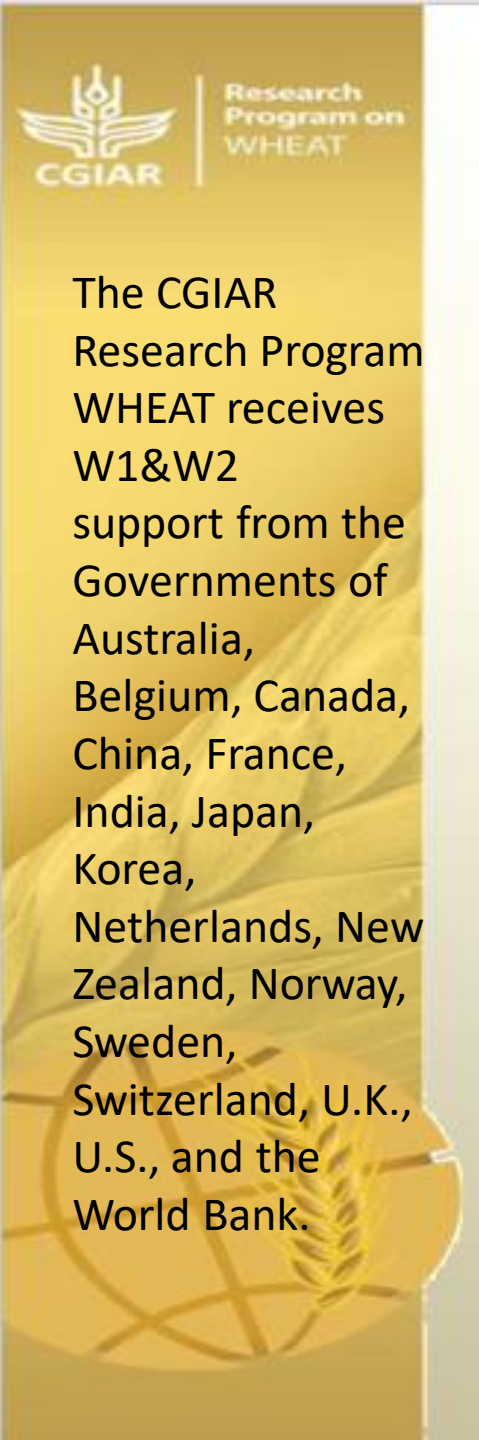 CGIAR
Research
Program on
WHEAT
The CGIAR
Research Program
WHEAT receives
W1&W2
support from the
Governments of
Australia,
Belgium, Canada,
China, France,
India, Japan,
Korea,
Netherlands, New
Zealand, Norway,
Sweden,
Switzerland, U.K.,
U.S., and the
World Bank.